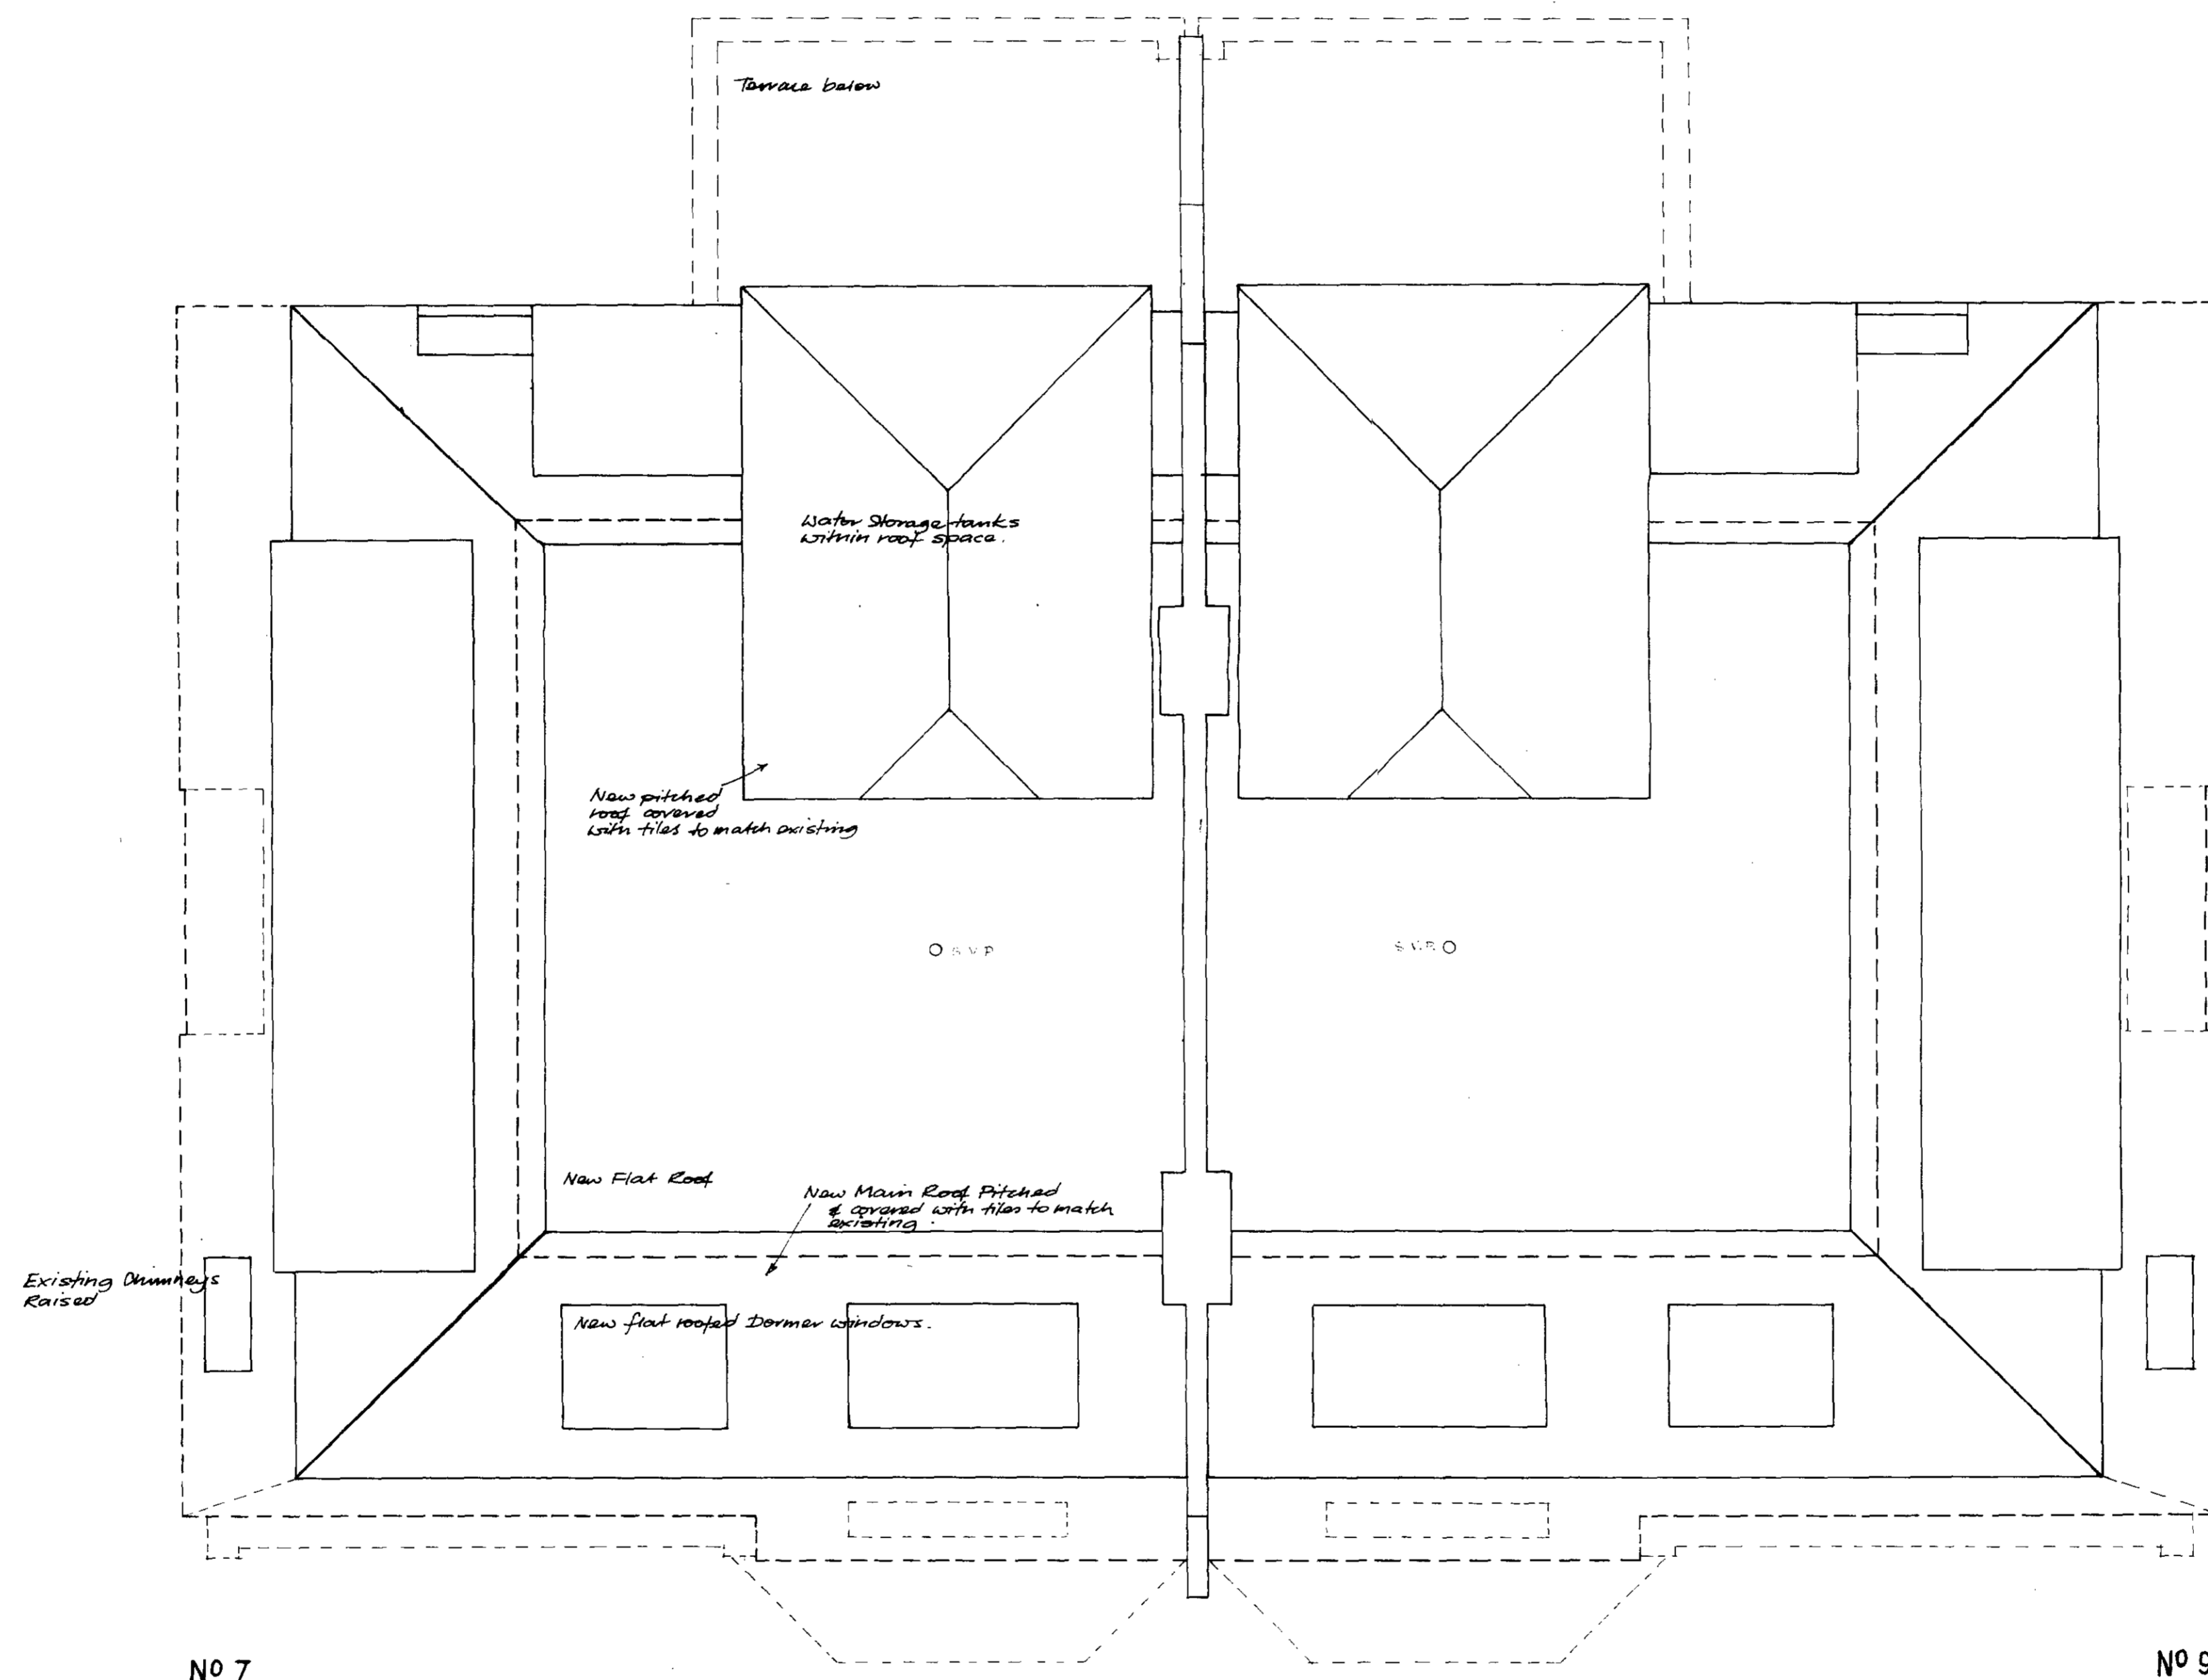 Terrace below
Water Storage tanks
within roof space.
New pitched
roof covered
with tiles to match existing
SVP
SVP
New Flat Roof
New Main Roof Pitched
& covered with tiles to match
existing.
Existing Chimneys
Raised
New flat roofed Dormer windows.
Nº 7
Nº 9